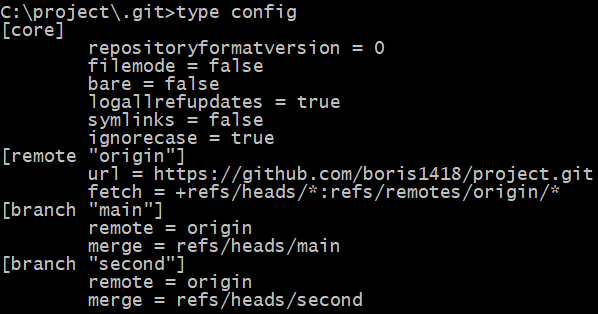 C:\project\.git>type config
[core]
        repositoryformatversion = 0
        filemode = false
        bare = false
        logallrefupdates = true
        symlinks = false
        ignorecase = true
[remote "origin"]
        url = https://github.com/boris1418/project.git
        fetch = +refs/heads/*:refs/remotes/origin/*
[branch "main"]
        remote = origin
        merge = refs/heads/main
[branch "second"]
        remote = origin
        merge = refs/heads/second